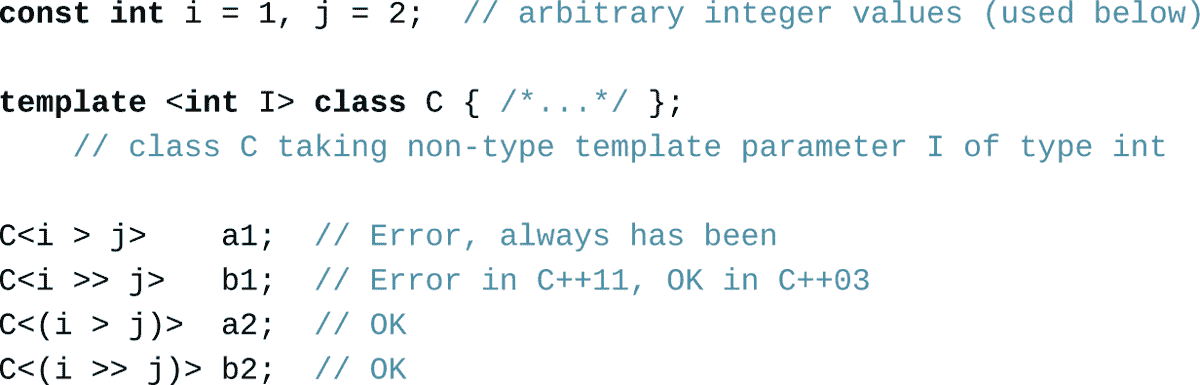 const int i = 1, j = 2;  // arbitrary integer values (used below)
template <int I> class C { /*...*/ };
    // class C taking non-type template parameter I of type int
C<i > j>    a1;  // Error, always has been
C<i >> j>   b1;  // Error in C++11, OK in C++03
C<(i > j)>  a2;  // OK
C<(i >> j)> b2;  // OK